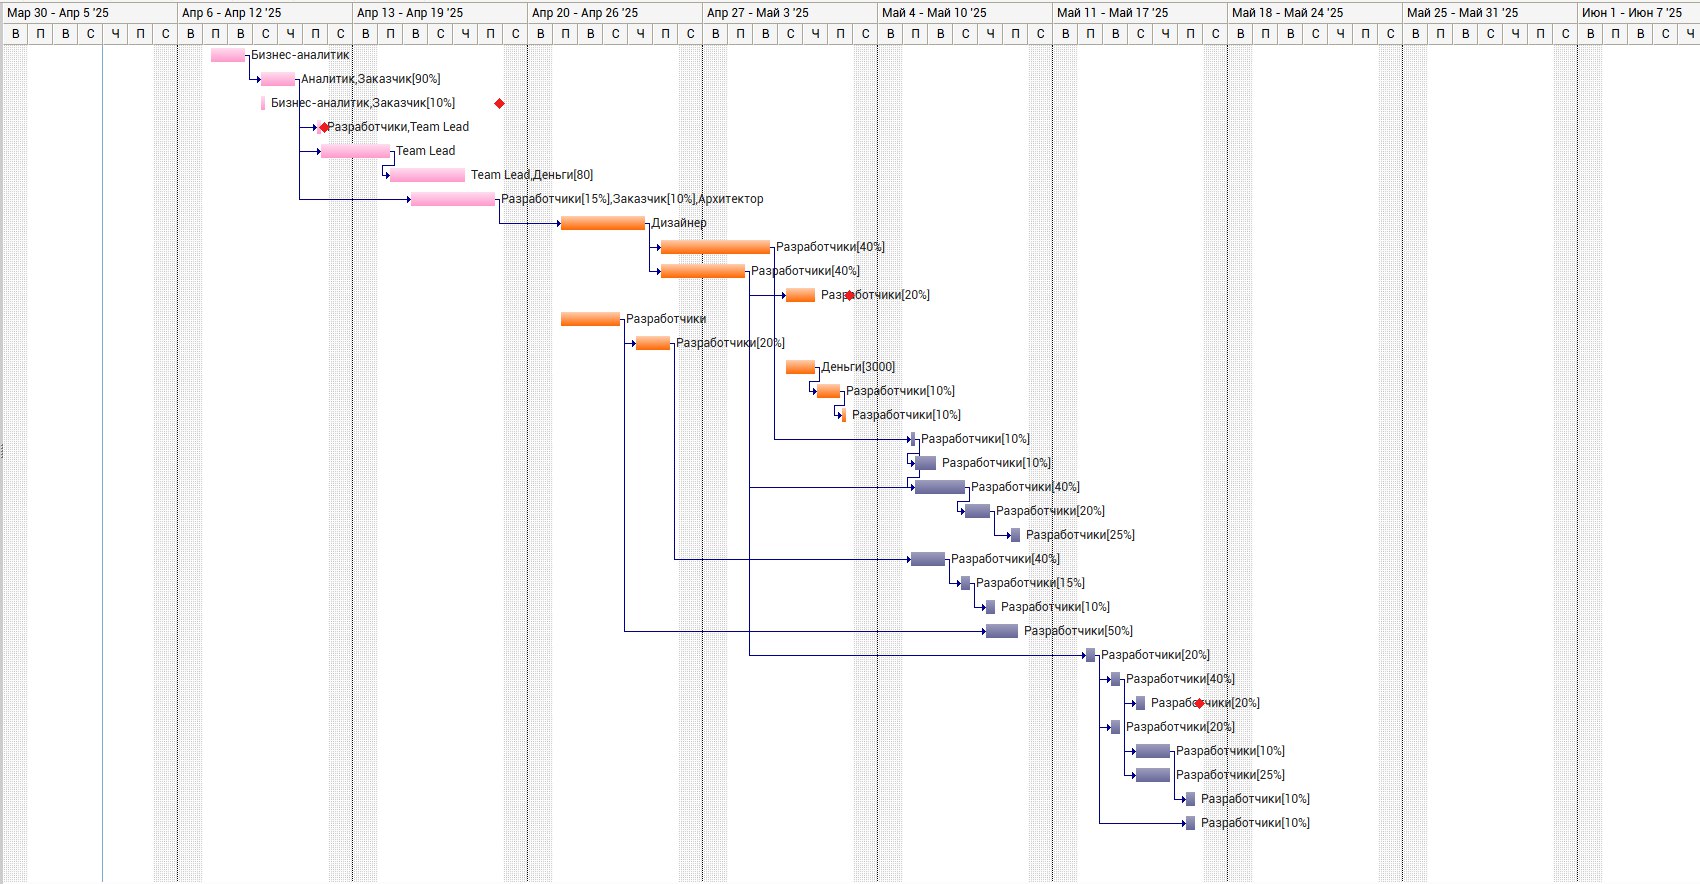 Мар 30 - Апр 5 '25 Апр 6 - Апр 12 '25 Апр 13 - Апр 19 '25 Апр 20 - Апр 26 '25 Апр 27 - Май 3 '25 Май 4 - Май 10 '25 Май 11 - Май 17 '25 Май 18 - Май 24 '25 Май 25 - Май 31 '25 Июн 1 - Июн 7 '25
В П В С Ч П С В П В С Ч П С В П В С Ч П С В П В С Ч П С В П В С Ч П С В П В С Ч П С В П В С Ч П С В П В С Ч П С В П В С Ч П С В П В С Ч
Бизнес-аналитик
Аналитик,Заказчик[90%]
Бизнес-аналитик,Заказчик[10%]
Разработчики,Team Lead
Team Lead
Team Lead,Деньги[80]
Разработчики[15%],Заказчик[10%],Архитектор
Дизайнер
Разработчики[40%]
Разработчики[40%]
Разработчики[20%]
Разработчики
Разработчики[20%]
Деньги[3000]
Разработчики[10%]
Разработчики[10%]
Разработчики[10%]
Разработчики[10%]
Разработчики[40%]
Разработчики[20%]
Разработчики[25%]
Разработчики[40%]
Разработчики[15%]
Разработчики[10%]
Разработчики[50%]
Разработчики[20%]
Разработчики[40%]
Разработчики[20%]
Разработчики[20%]
Разработчики[10%]
Разработчики[25%]
Разработчики[10%]
Разработчики[10%]